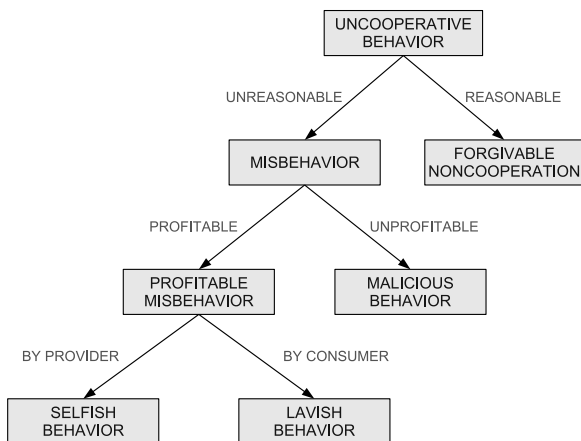 UNCOOPERATIVE
BEHAVIOR
UNREASONABLE
REASONABLE
MISBEHAVIOR
FORGIVABLE
NONCOOPERATION
PROFITABLE
UNPROFITABLE
PROFITABLE
MISBEHAVIOR
MALICIOUS
BEHAVIOR
BY PROVIDER
BY CONSUMER
SELFISH
BEHAVIOR
LAVISH
BEHAVIOR